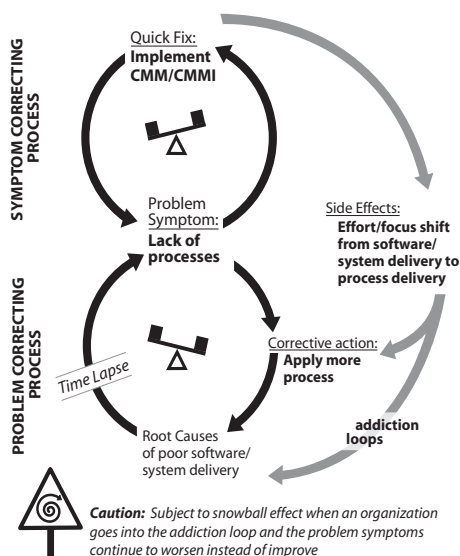 SYMPTOM CORRECTING
PROCESS
Quick Fix:
Implement
CMM/CMMI
Problem
Symptom:
Lack of
processes
Side Effects:
Effort/focus shift
from software/
system delivery to
process delivery
PROBLEM CORRECTING
PROCESS
Time Lapse
Corrective action:
Apply more
process
Root Causes
of poor software/
system delivery
addiction
loops
Caution: Subject to snowball effect when an organization
goes into the addiction loop and the problem symptoms
continue to worsen instead of improve